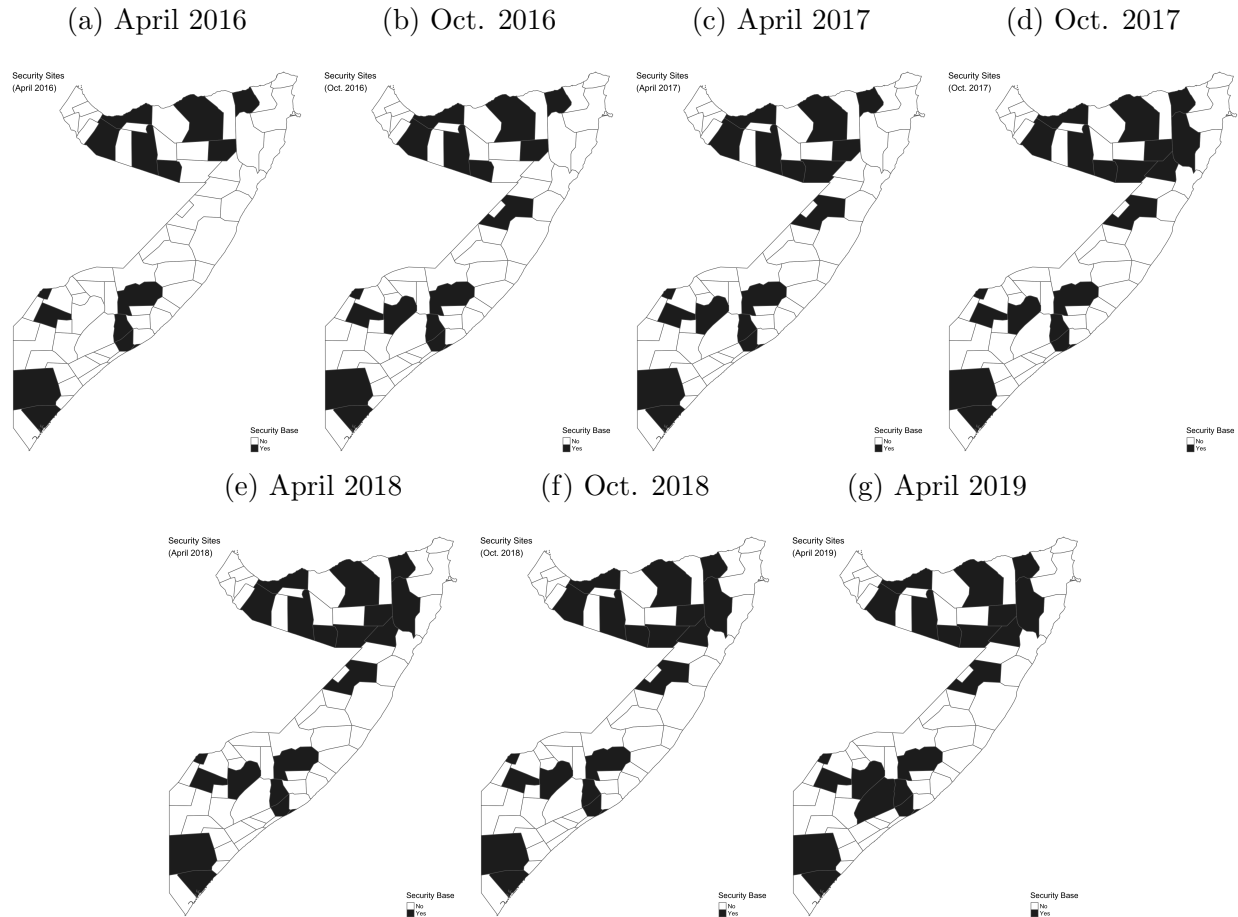 (a) April 2016
(b) Oct. 2016
(c) April 2017
(d) Oct. 2017
Security Sites
(April 2016)
Security Sites
(Oct. 2016)
Security Sites
(April 2017)
Security Sites
(Oct. 2017)
Security Base
No
Yes
Security Base
No
Yes
Security Base
No
Yes
Security Base
No
Yes
(e) April 2018
(f) Oct. 2018
(g) April 2019
Security Sites
(April 2018)
Security Sites
(Oct. 2018)
Security Sites
(April 2019)
Security Base
No
Yes
Security Base
No
Yes
Security Base
No
Yes